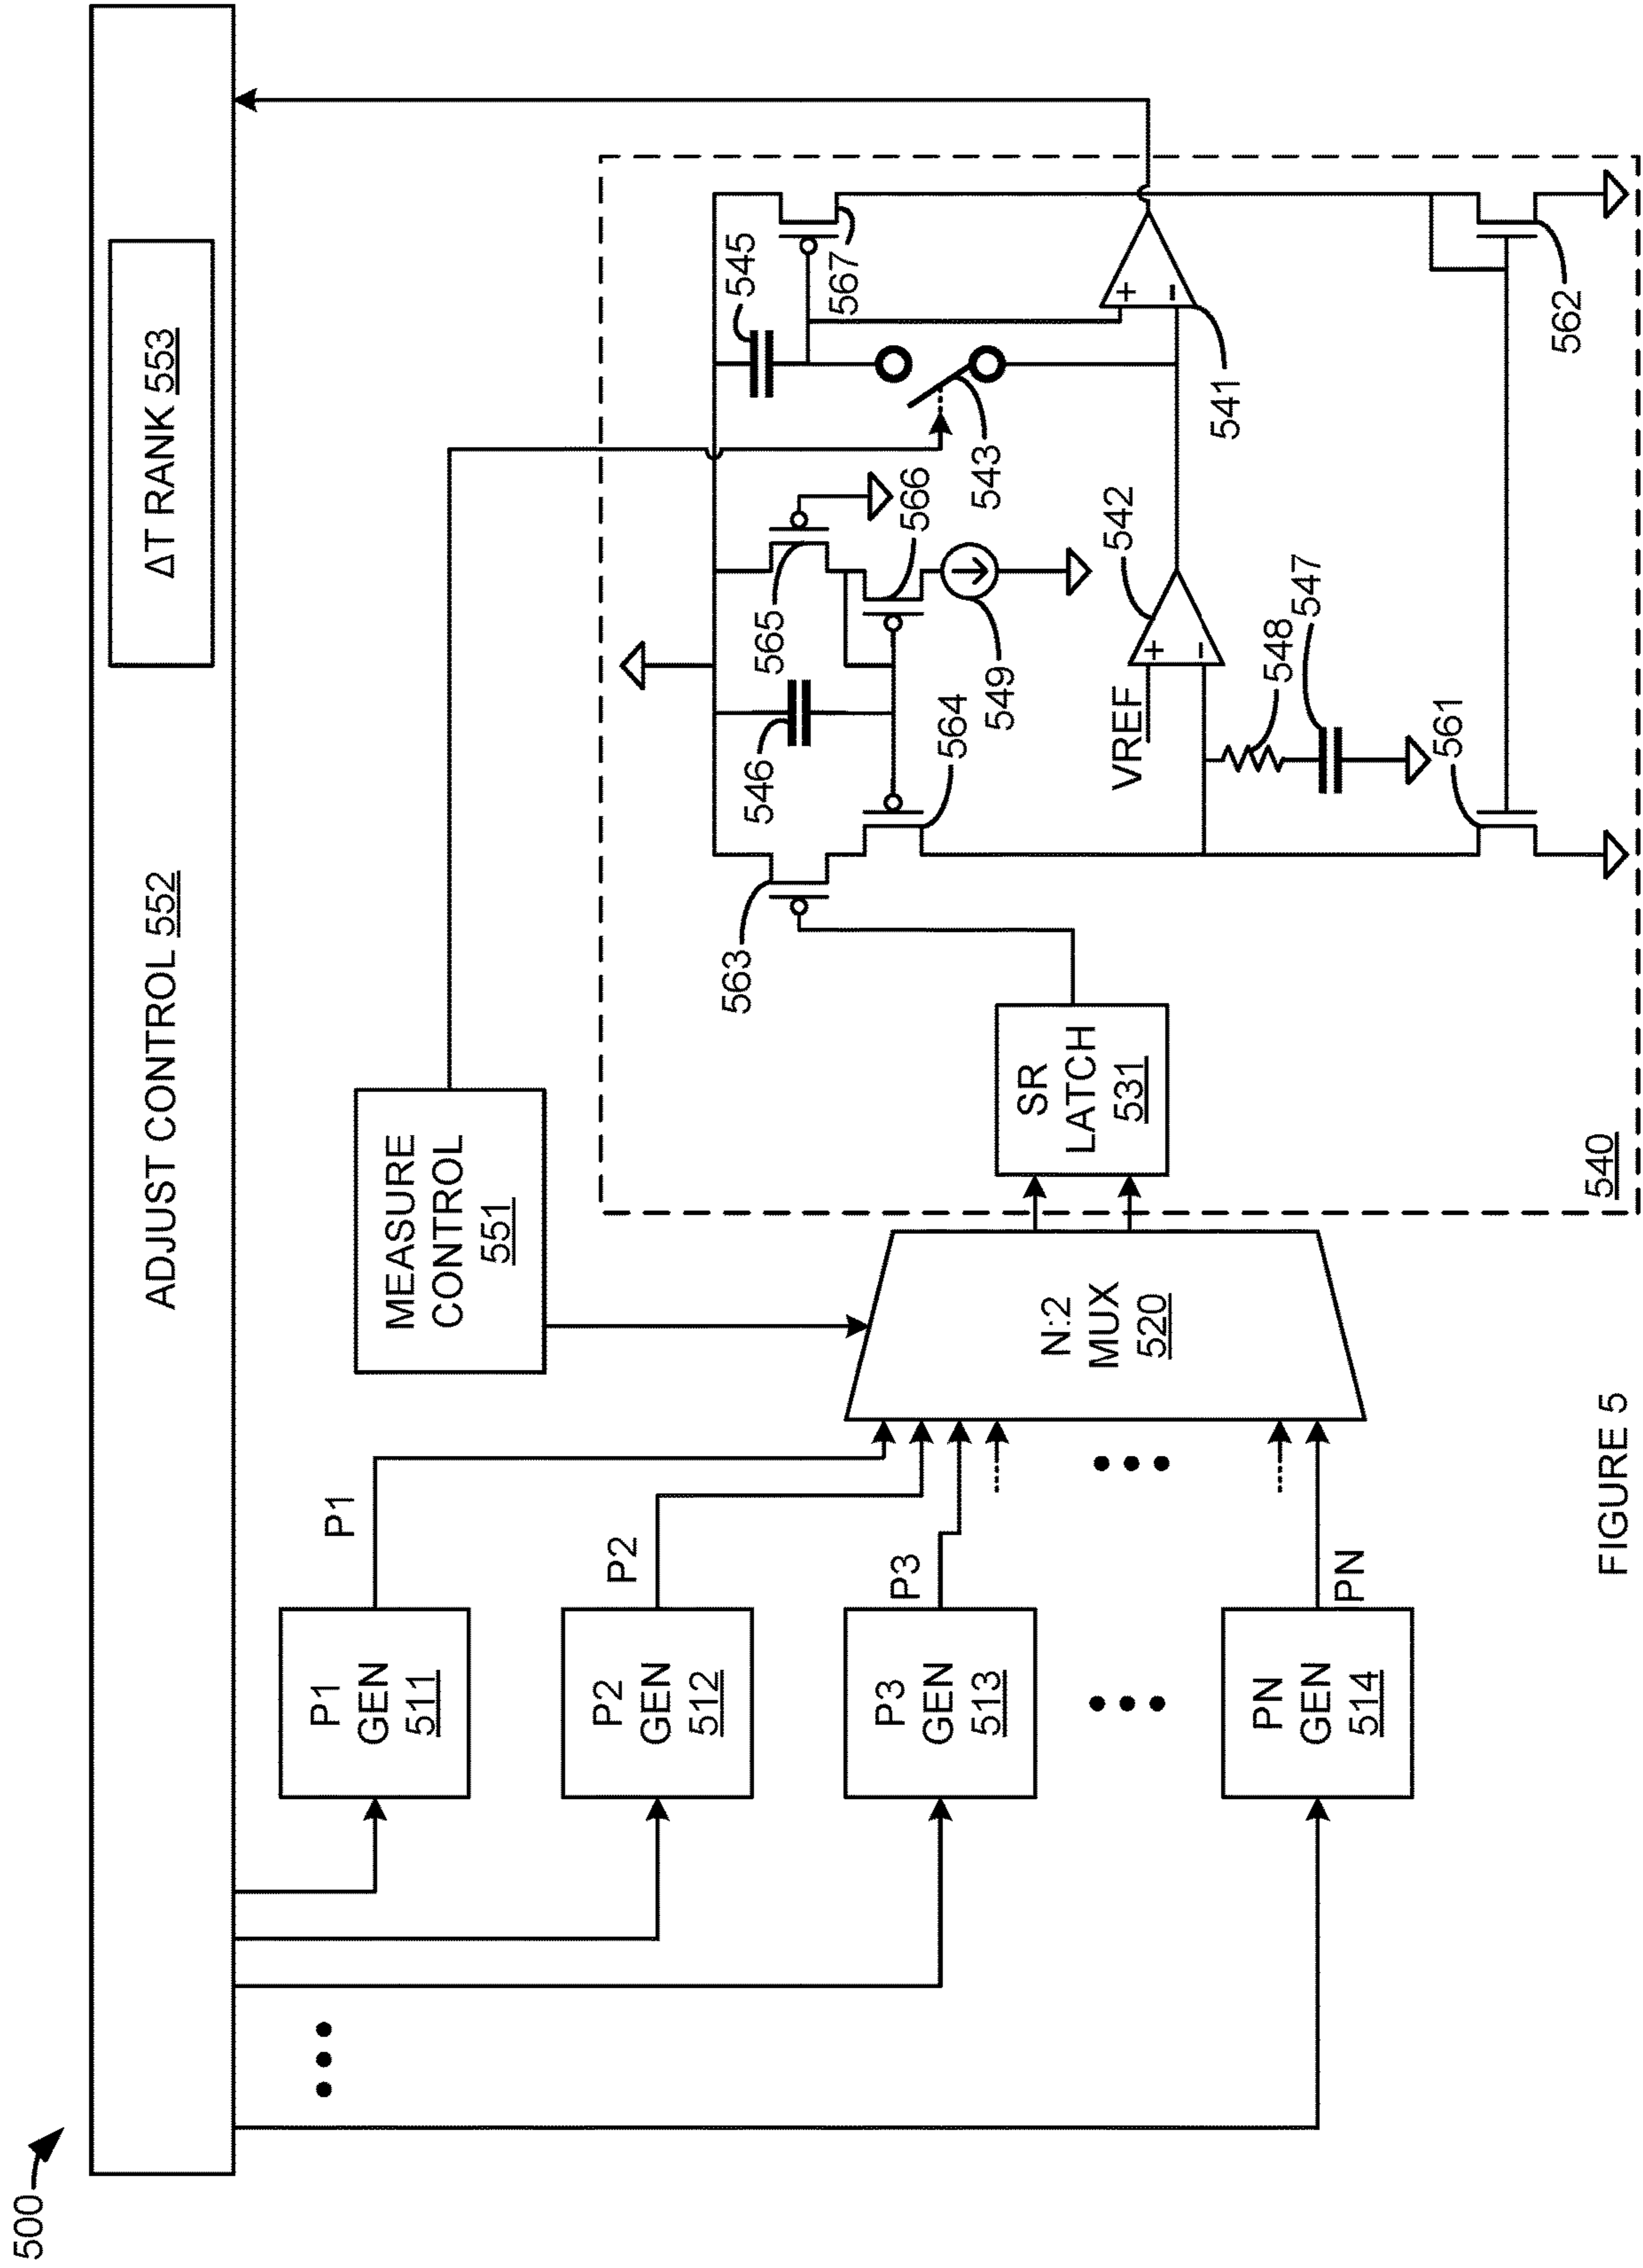 500
ADJUST CONTROL 552
ΔT RANK 553
P1
GEN
511
P1
P2
GEN
512
P2
P3
GEN
513
P3
PN
GEN
514
PN
MEASURE
CONTROL
551
N:2
MUX
520
SR
LATCH
531
540
563
546
564
565
566
549
545
567
543
VREF
542
541
548
547
561
562
+
-
+
-
FIGURE 5